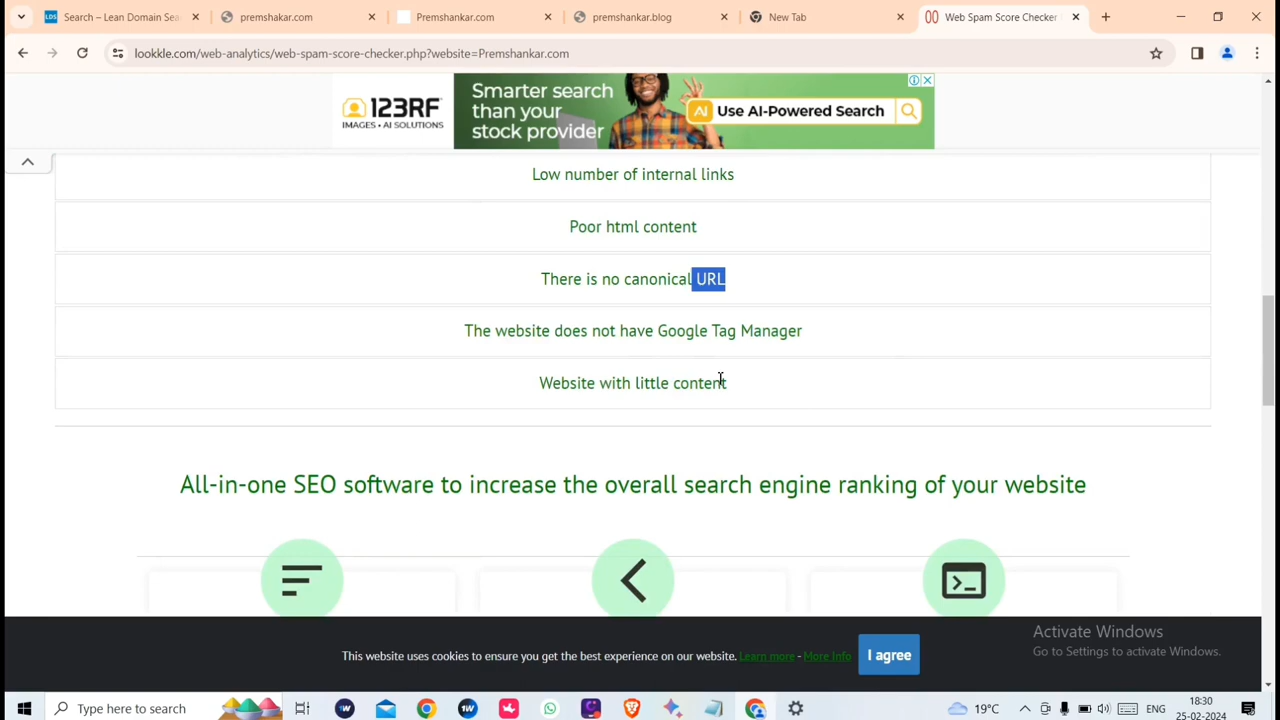 Search – Lean Domain Sea
premshakar.com
Premshankar.com
premshankar.blog
New Tab
Web Spam Score Checker
lookkle.com/web-analytics/web-spam-score-checker.php?website=Premshankar.com
123RF
IMAGES • AI SOLUTIONS
Smarter search
than your
stock provider
AI Use AI-Powered Search
Low number of internal links
Poor html content
There is no canonical URL
The website does not have Google Tag Manager
Website with little content
All-in-one SEO software to increase the overall search engine ranking of your website
This website uses cookies to ensure you get the best experience on our website. Learn more - More Info
I agree
Activate Windows
Go to Settings to activate Windows.
Type here to search
19°C
ENG
18:30
25-02-2024